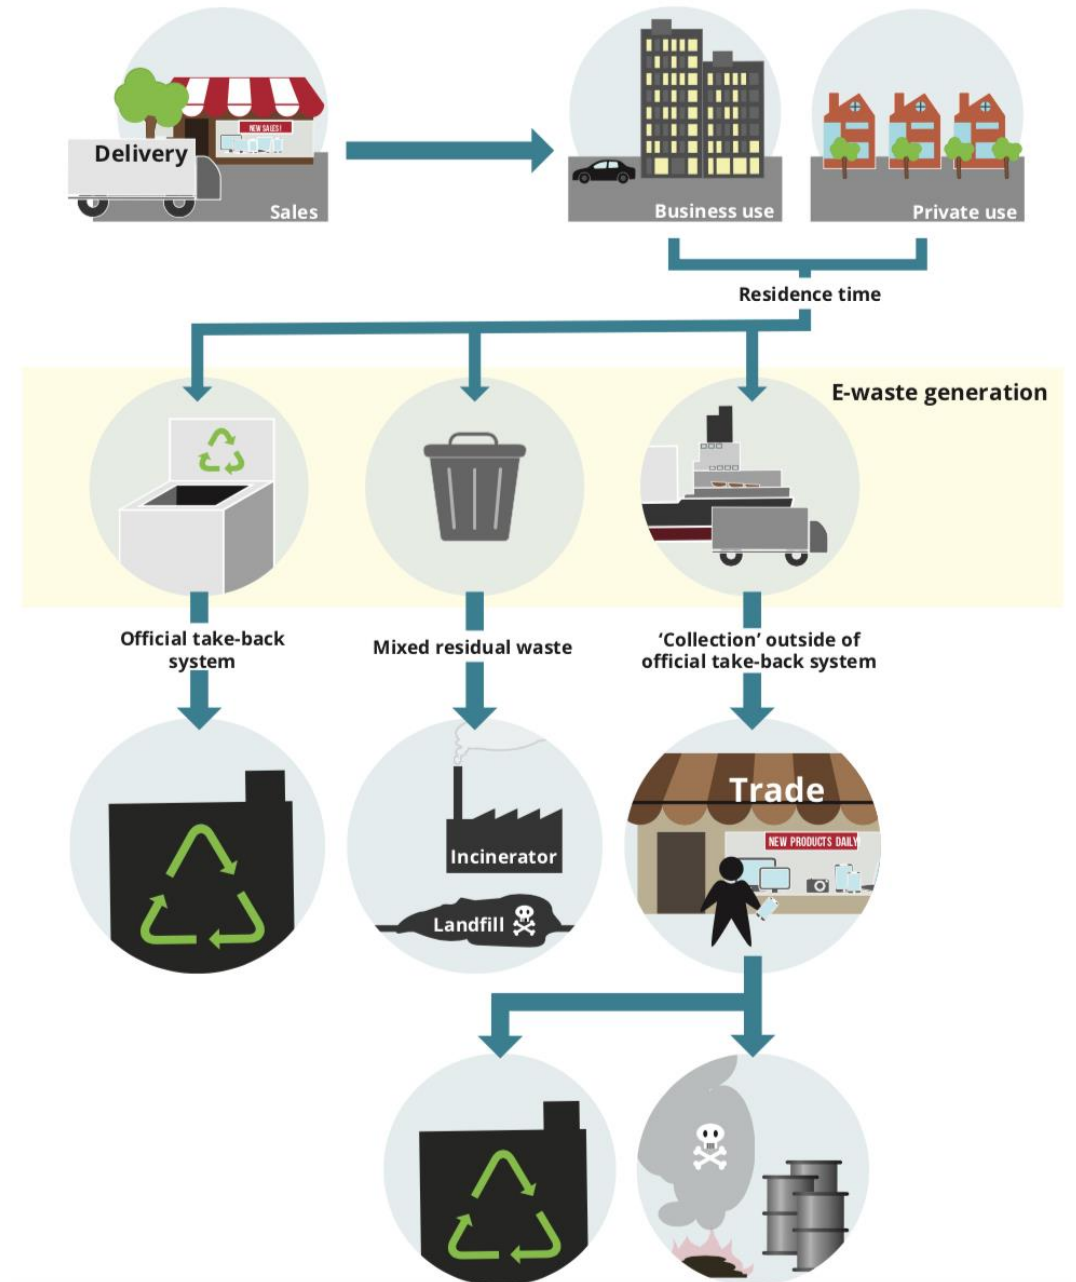 Delivery
NEW SALES!
Sales
Business use
Private use
Residence time
E-waste generation
Official take-back
system
Mixed residual waste
‘Collection’ outside of
official take-back system
Incinerator
Landfill
Trade
NEW PRODUCTS DAILY